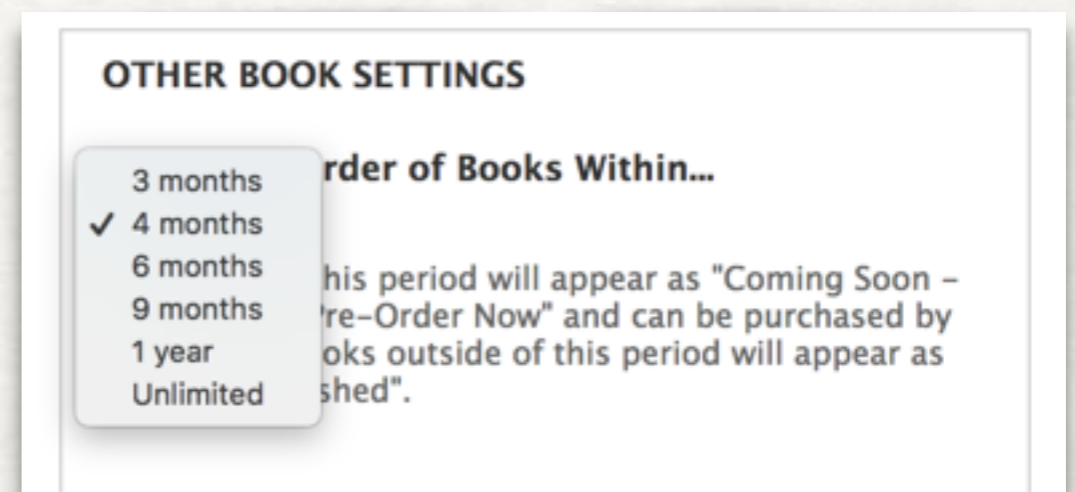 OTHER BOOK SETTINGS
rder of Books Within...
3 months
✓ 4 months
6 months
9 months
1 year
Unlimited
his period will appear as "Coming Soon –
re-Order Now" and can be purchased by
oks outside of this period will appear as
shed".